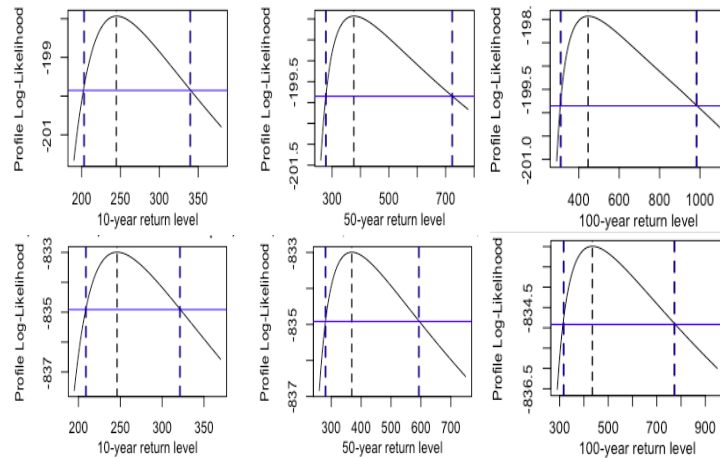 Profile Log-Likelihood
-199
-201
200 250 300 350
10-year return level
Profile Log-Likelihood
-199.5
-201.5
300 400 500 600 700
50-year return level
Profile Log-Likelihood
-198.
-199.5
-201.0
400 600 800 1000
100-year return level
Profile Log-Likelihood
-833
-835
-837
200 250 300 350
10-year return level
Profile Log-Likelihood
-833
-835
-837
300 400 500 600 700
50-year return level
Profile Log-Likelihood
-834.5
-836.5
300 500 700 900
100-year return level